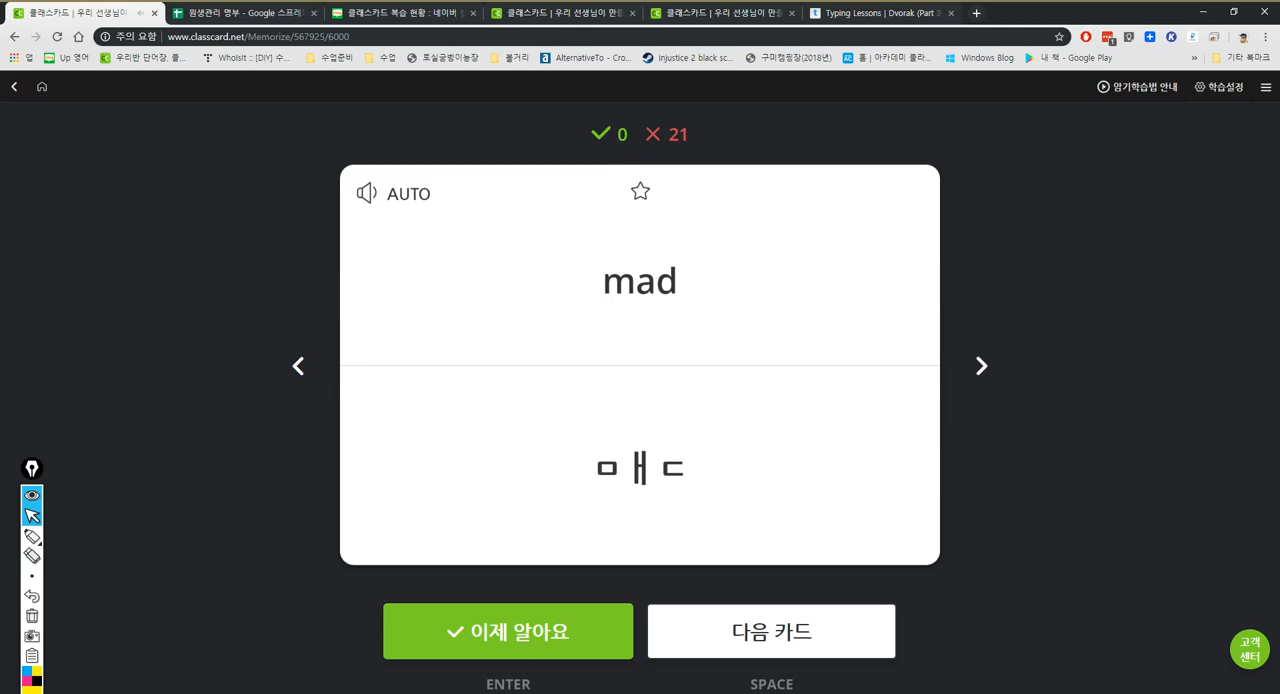 클래스카드 | 우리 선생님이
원생관리 명부 - Google 스프레
클래스카드 복습 현황 : 네이버
클래스카드 | 우리 선생님이 만든
클래스카드 | 우리 선생님이 만든
Typing Lessons | Dvorak (Part 3
주의 요함 | www.classcard.net/Memorize/567925/6000
앱
Up 영어
우리반 단어장, 클...
WhoIst :: [DIY] 수...
수업준비
수업
토실굼벵이농장
볼거리
AlternativeTo - Cro...
injustice 2 black sc...
구미캠핑장(2018년)
홈 | 아카데미 클라...
Windows Blog
내 책 - Google Play
»
기타 북마크
암기학습법 안내
학습설정
0
21
AUTO
mad
ㅁ ㅐ ㄷ
이제 알아요
다음 카드
ENTER
SPACE
고객
센터